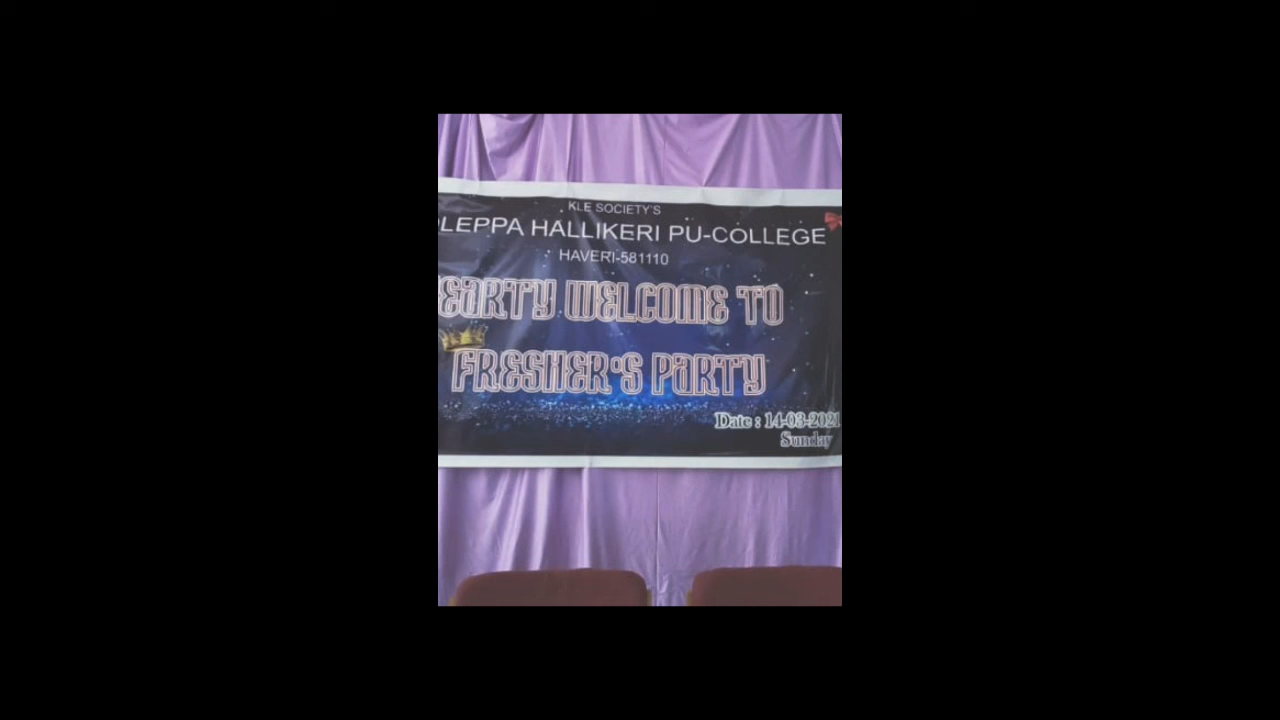 KLE SOCIETY'S
LEPPA HALLIKERI PU-COLLEGE
HAVERI-581110
EARTY WELCOME TO
FRESHER'S PARTY
Date : 14-03-2021
Sunday